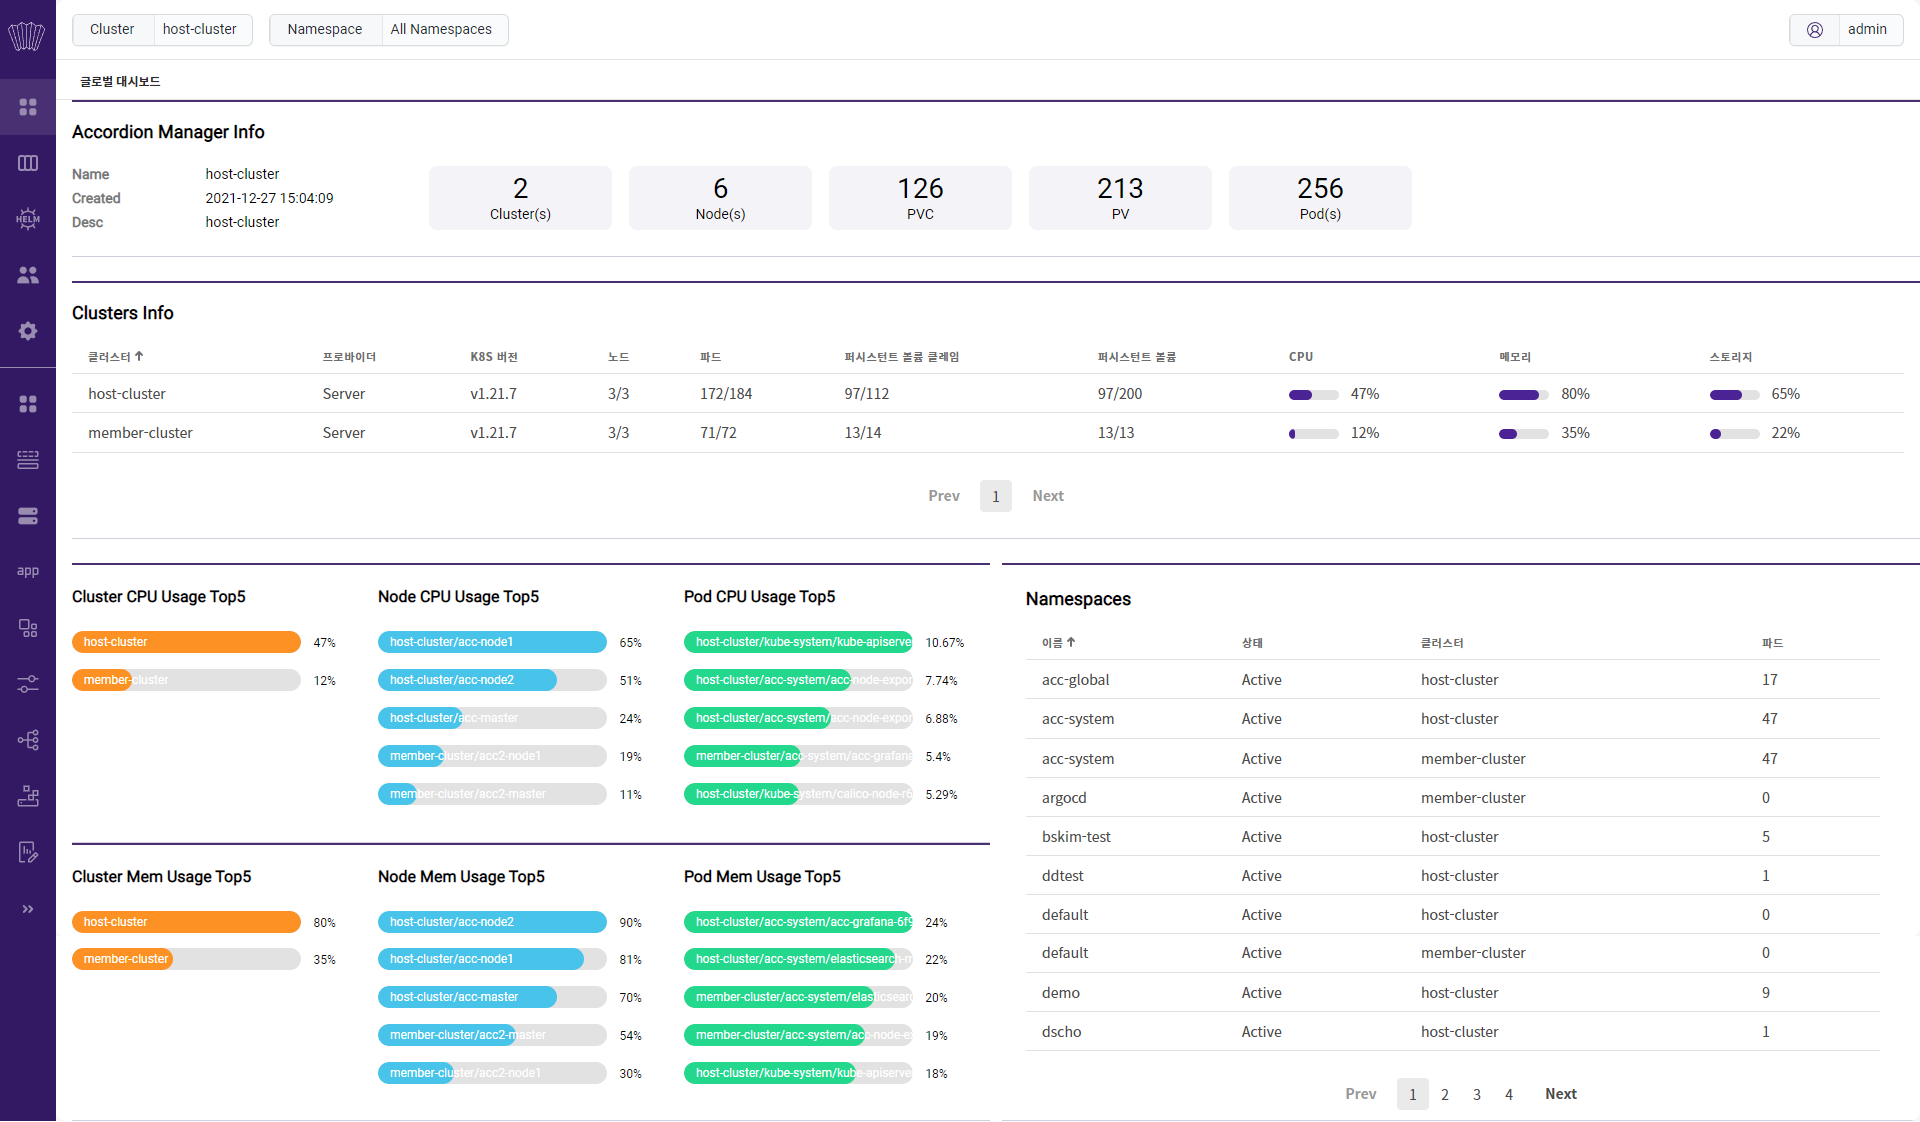 Cluster host-cluster Namespace All Namespaces admin
글로벌 대시보드
HELM
app
Accordion Manager Info
Name host-cluster
Created 2021-12-27 15:04:09
Desc host-cluster
2 Cluster(s)
6 Node(s)
126 PVC
213 PV
256 Pod(s)
Clusters Info
클러스터 프로바이더 K8S 버전 노드 파드 퍼시스턴트 볼륨 클레임 퍼시스턴트 볼륨 CPU 메모리 스토리지
host-cluster Server v1.21.7 3/3 172/184 97/112 97/200 47% 80% 65%
member-cluster Server v1.21.7 3/3 71/72 13/14 13/13 12% 35% 22%
Prev 1 Next
Cluster CPU Usage Top5
host-cluster 47%
member-cluster 12%
Node CPU Usage Top5
host-cluster/acc-node1 65%
host-cluster/acc-node2 51%
host-cluster/acc-master 24%
member-cluster/acc2-node1 19%
member-cluster/acc2-master 11%
Pod CPU Usage Top5
host-cluster/kube-system/kube-apiserve 10.67%
host-cluster/acc-system/acc-node-expor 7.74%
host-cluster/acc-system/acc-node-expor 6.88%
member-cluster/acc-system/acc-grafana 5.4%
host-cluster/kube-system/calico-node-r6 5.29%
Cluster Mem Usage Top5
host-cluster 80%
member-cluster 35%
Node Mem Usage Top5
host-cluster/acc-node2 90%
host-cluster/acc-node1 81%
host-cluster/acc-master 70%
member-cluster/acc2-master 54%
member-cluster/acc2-node1 30%
Pod Mem Usage Top5
host-cluster/acc-system/acc-grafana-6f9 24%
host-cluster/acc-system/elasticsearch-m 22%
member-cluster/acc-system/elasticsearc 20%
member-cluster/acc-system/acc-node-e 19%
host-cluster/kube-system/kube-apiserve 18%
Namespaces
이름 상태 클러스터 파드
acc-global Active host-cluster 17
acc-system Active host-cluster 47
acc-system Active member-cluster 47
argocd Active member-cluster 0
bskim-test Active host-cluster 5
ddtest Active host-cluster 1
default Active host-cluster 0
default Active member-cluster 0
demo Active host-cluster 9
dscho Active host-cluster 1
Prev 1 2 3 4 Next